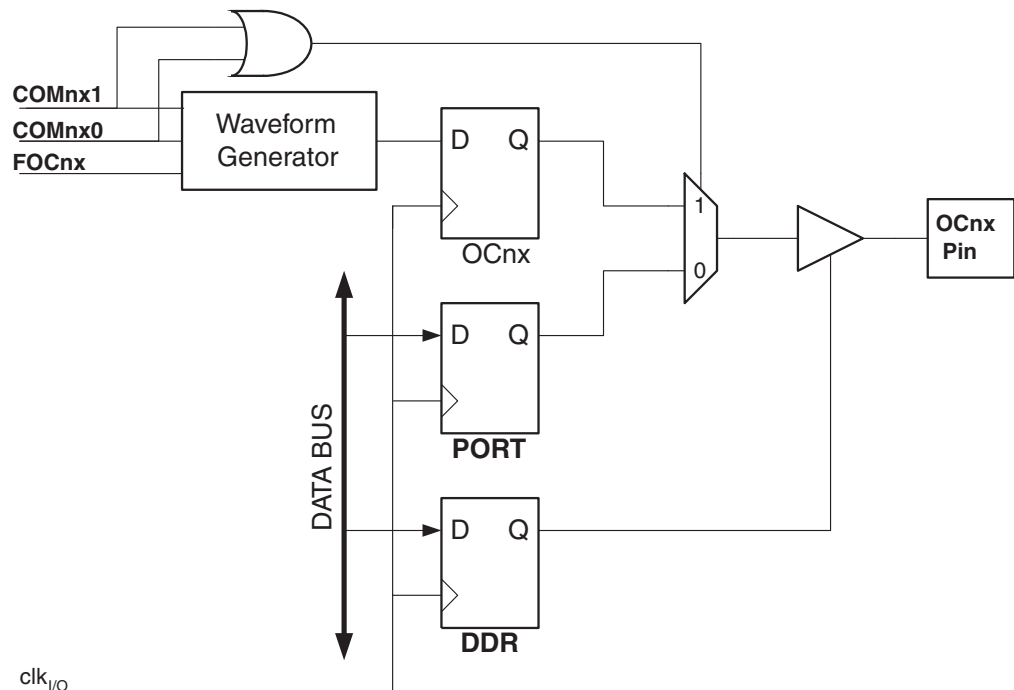 COMnx1
COMnx0
FOCnx
Waveform
Generator
D Q
OCnx
1
0
OCnx
Pin
D Q
PORT
DATA BUS
D Q
DDR
clkI/O